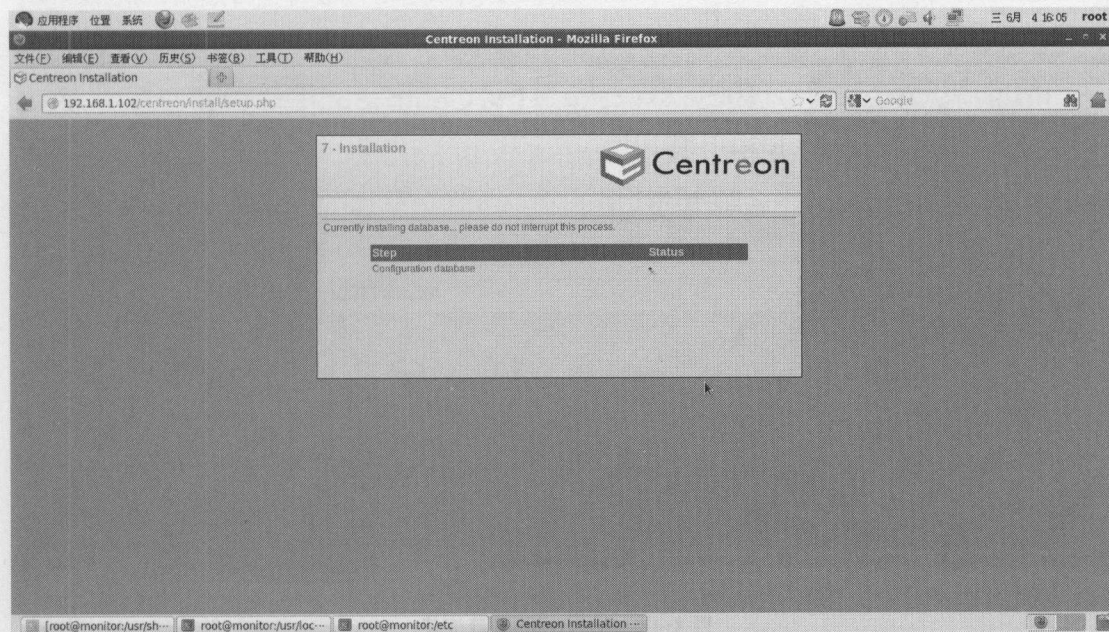 应用程序 位置 系统 三 6月 4 16:05 root
Centreon Installation - Mozilla Firefox
文件(F) 编辑(E) 查看(V) 历史(S) 书签(B) 工具(T) 帮助(H)
Centreon Installation
192.168.1.102/centreon/install/setup.php Google
7 - Installation
Centreon
Currently installing database... please do not interrupt this process.
Step Status
Configuration database
[root@monitor:/usr/sh··· root@monitor:/usr/loc··· root@monitor:/etc Centreon Installation ···